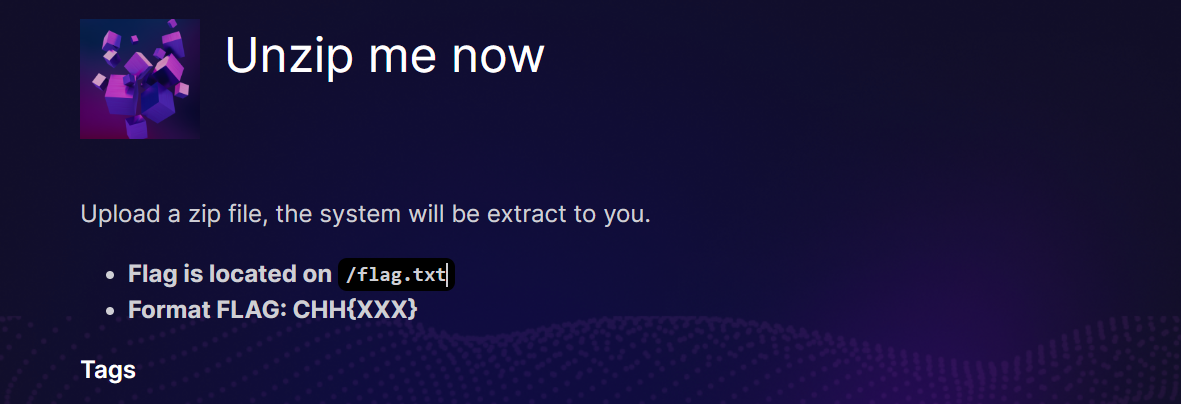 Unzip me now
Upload a zip file, the system will be extract to you.
Flag is located on /flag.txt
Format FLAG: CHH{XXX}
Tags